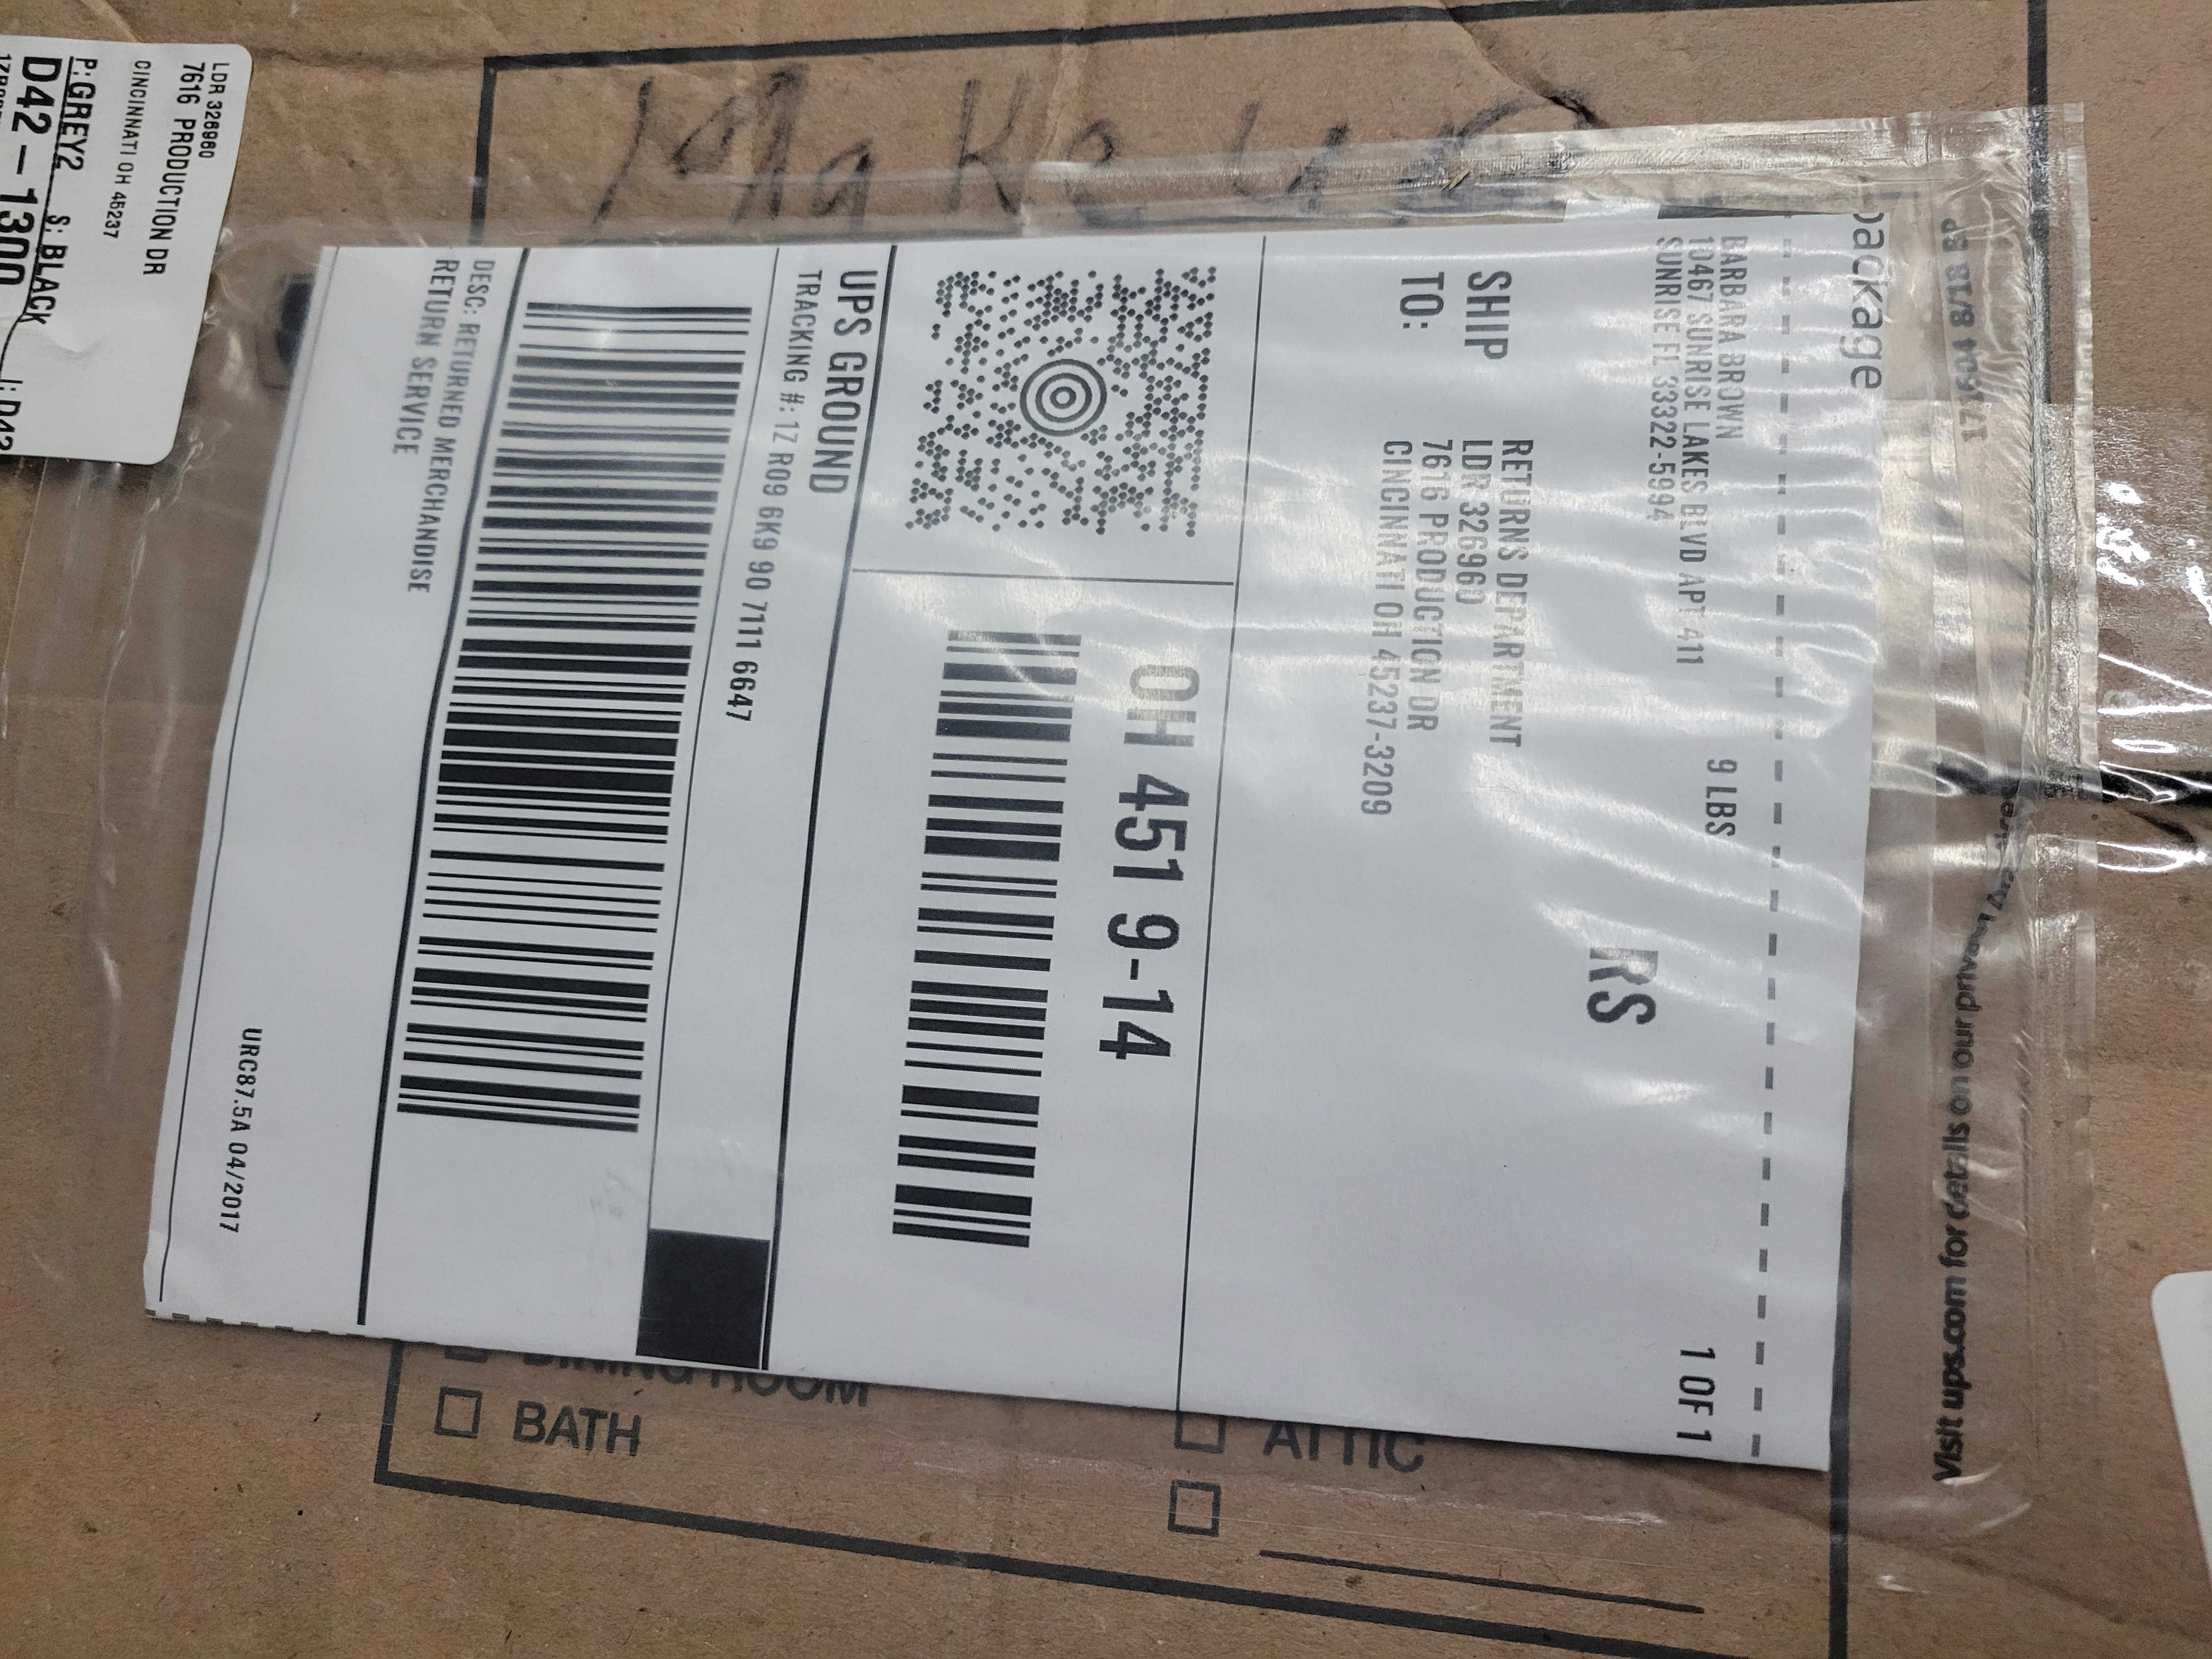 Make up
package
BARBARA BROWN
10467 SUNRISE LAKES BLVD APT 411
SUNRISE FL 33322-5994
9 LBS
1 OF 1
RS
SHIP
TO:
RETURNS DEPARTMENT
LDR 326960
7616 PRODUCTION DR
CINCINNATI OH 45237-3209
OH 451 9-14
UPS GROUND
TRACKING #: 1Z R09 6K9 90 7111 6647
DESC: RETURNED MERCHANDISE
RETURN SERVICE
URC87.5A 04/2017
LDR 326960
7616 PRODUCTION DR
CINCINNATI OH 45237
P: GREY2 S: BLACK
D42-1300
Visit ups.com for details on our privacy
DINING ROOM
BATH
ATTIC